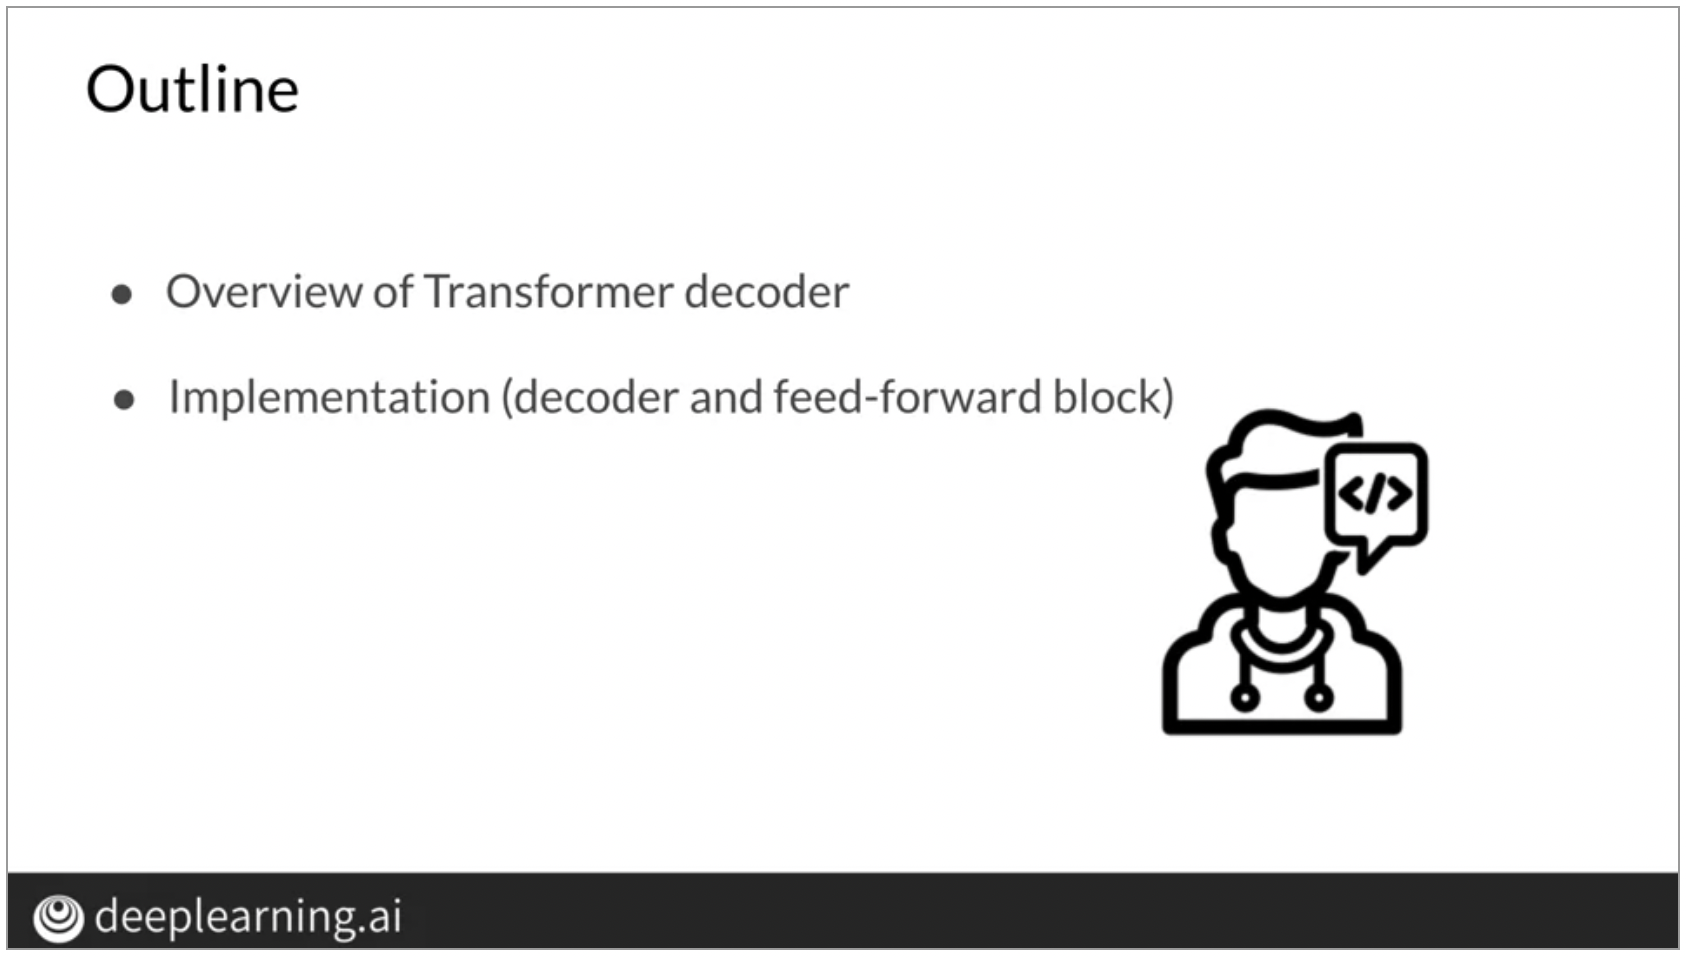 Outline
● Overview of Transformer decoder
● Implementation (decoder and feed-forward block)
</>
deeplearning.ai